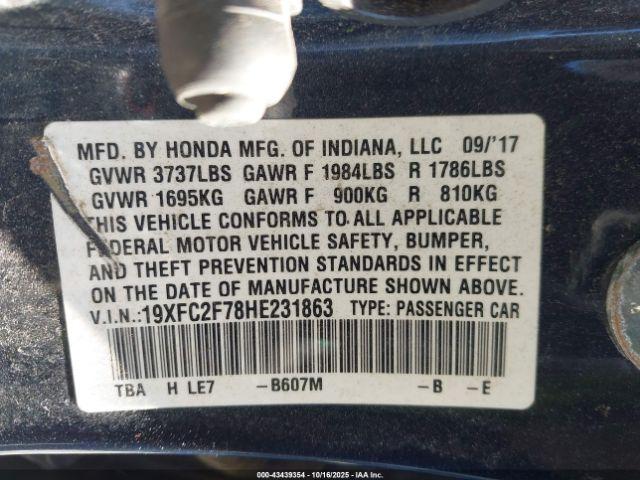 MFD. BY HONDA MFG. OF INDIANA, LLC 09/'17
GVWR 3737LBS GAWR F 1984LBS R 1786LBS
GVWR 1695KG GAWR F 900KG R 810KG
THIS VEHICLE CONFORMS TO ALL APPLICABLE
FEDERAL MOTOR VEHICLE SAFETY, BUMPER,
AND THEFT PREVENTION STANDARDS IN EFFECT
ON THE DATE OF MANUFACTURE SHOWN ABOVE.
V.I.N.:19XFC2F78HE231863 TYPE: PASSENGER CAR
TBA H LE7 -B607M -B -E
000-43439354 | 10/16/2025 | IAA, Inc.